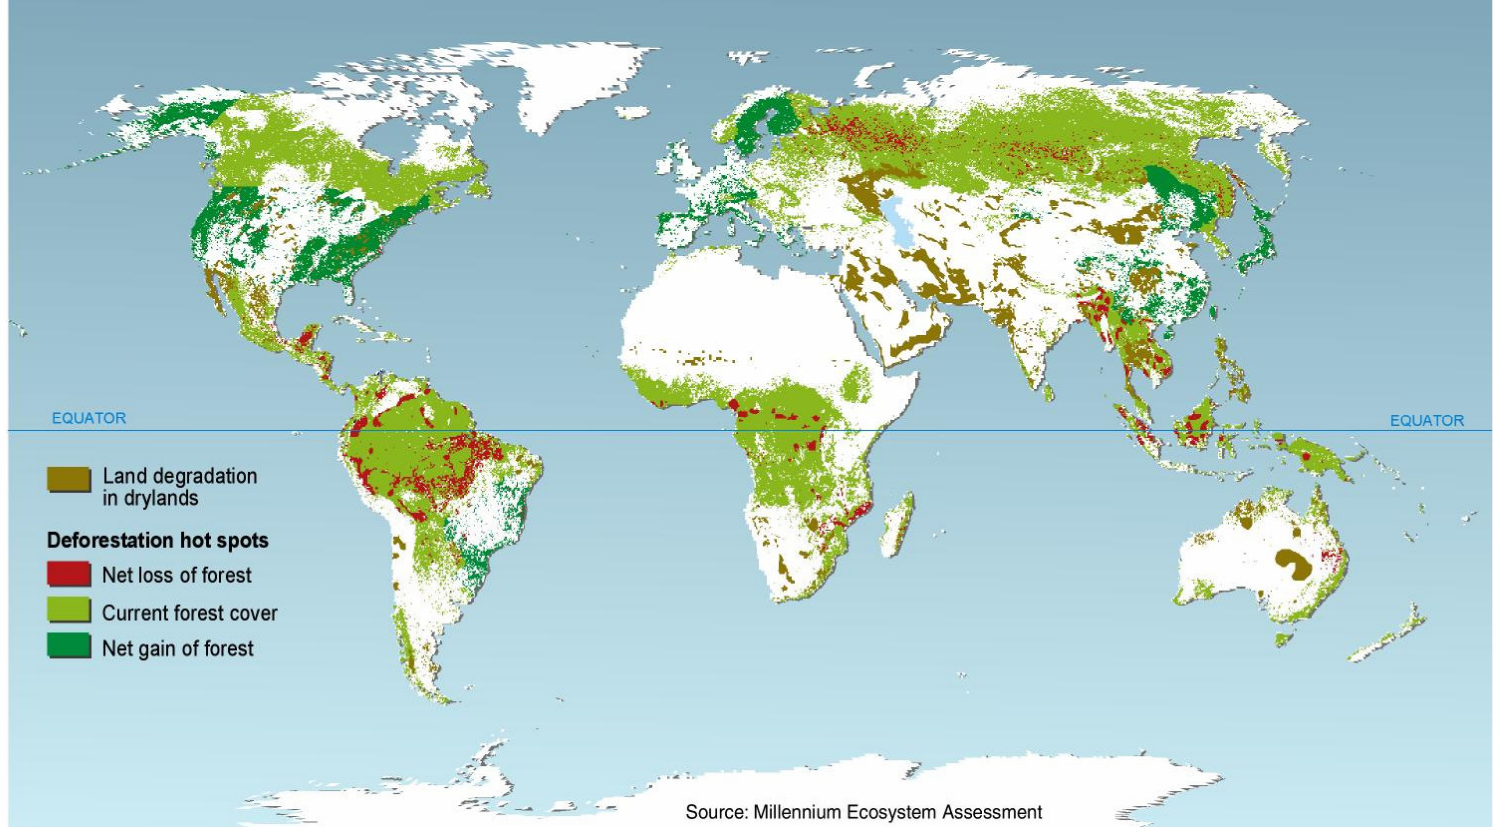 EQUATOR
EQUATOR
Land degradation
in drylands
Deforestation hot spots
Net loss of forest
Current forest cover
Net gain of forest
Source: Millennium Ecosystem Assessment